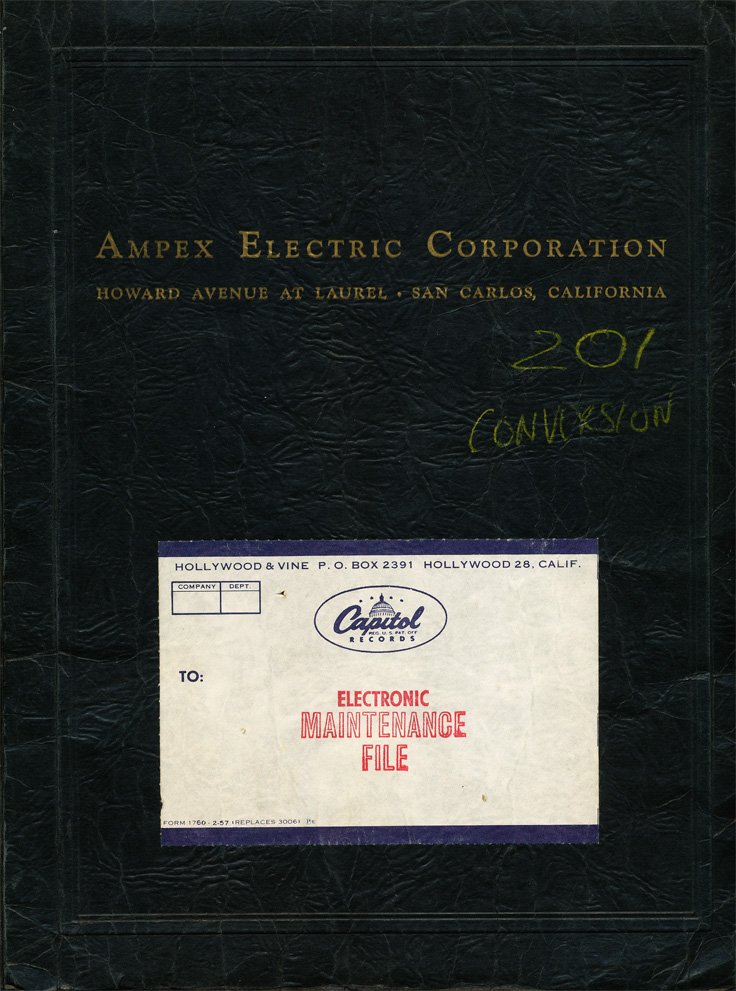 AMPEX ELECTRIC CORPORATION
HOWARD AVENUE AT LAUREL • SAN CARLOS, CALIFORNIA
201
CONVERSION
HOLLYWOOD & VINE P. O. BOX 2391 HOLLYWOOD 28, CALIF.
COMPANY DEPT.
Capitol
REG. U.S. PAT. OFF
RECORDS
TO:
ELECTRONIC
MAINTENANCE
FILE
FORM 1760 - 2-57 (REPLACES 3006)